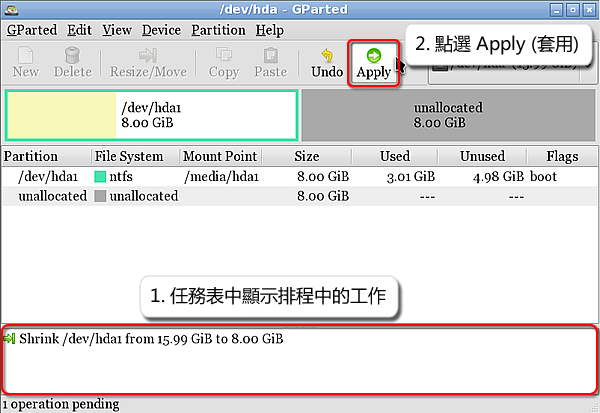 /dev/hda - GParted
GParted Edit View Device Partition Help
New Delete Resize/Move Copy Paste Undo Apply
2. 點選 Apply (套用)
/dev/hda (15.99 GiB)
/dev/hda1
8.00 GiB
unallocated
8.00 GiB
Partition File System Mount Point Size Used Unused Flags
/dev/hda1 ntfs /media/hda1 8.00 GiB 3.01 GiB 4.98 GiB boot
unallocated unallocated 8.00 GiB --- ---
1. 任務表中顯示排程中的工作
Shrink /dev/hda1 from 15.99 GiB to 8.00 GiB
1 operation pending